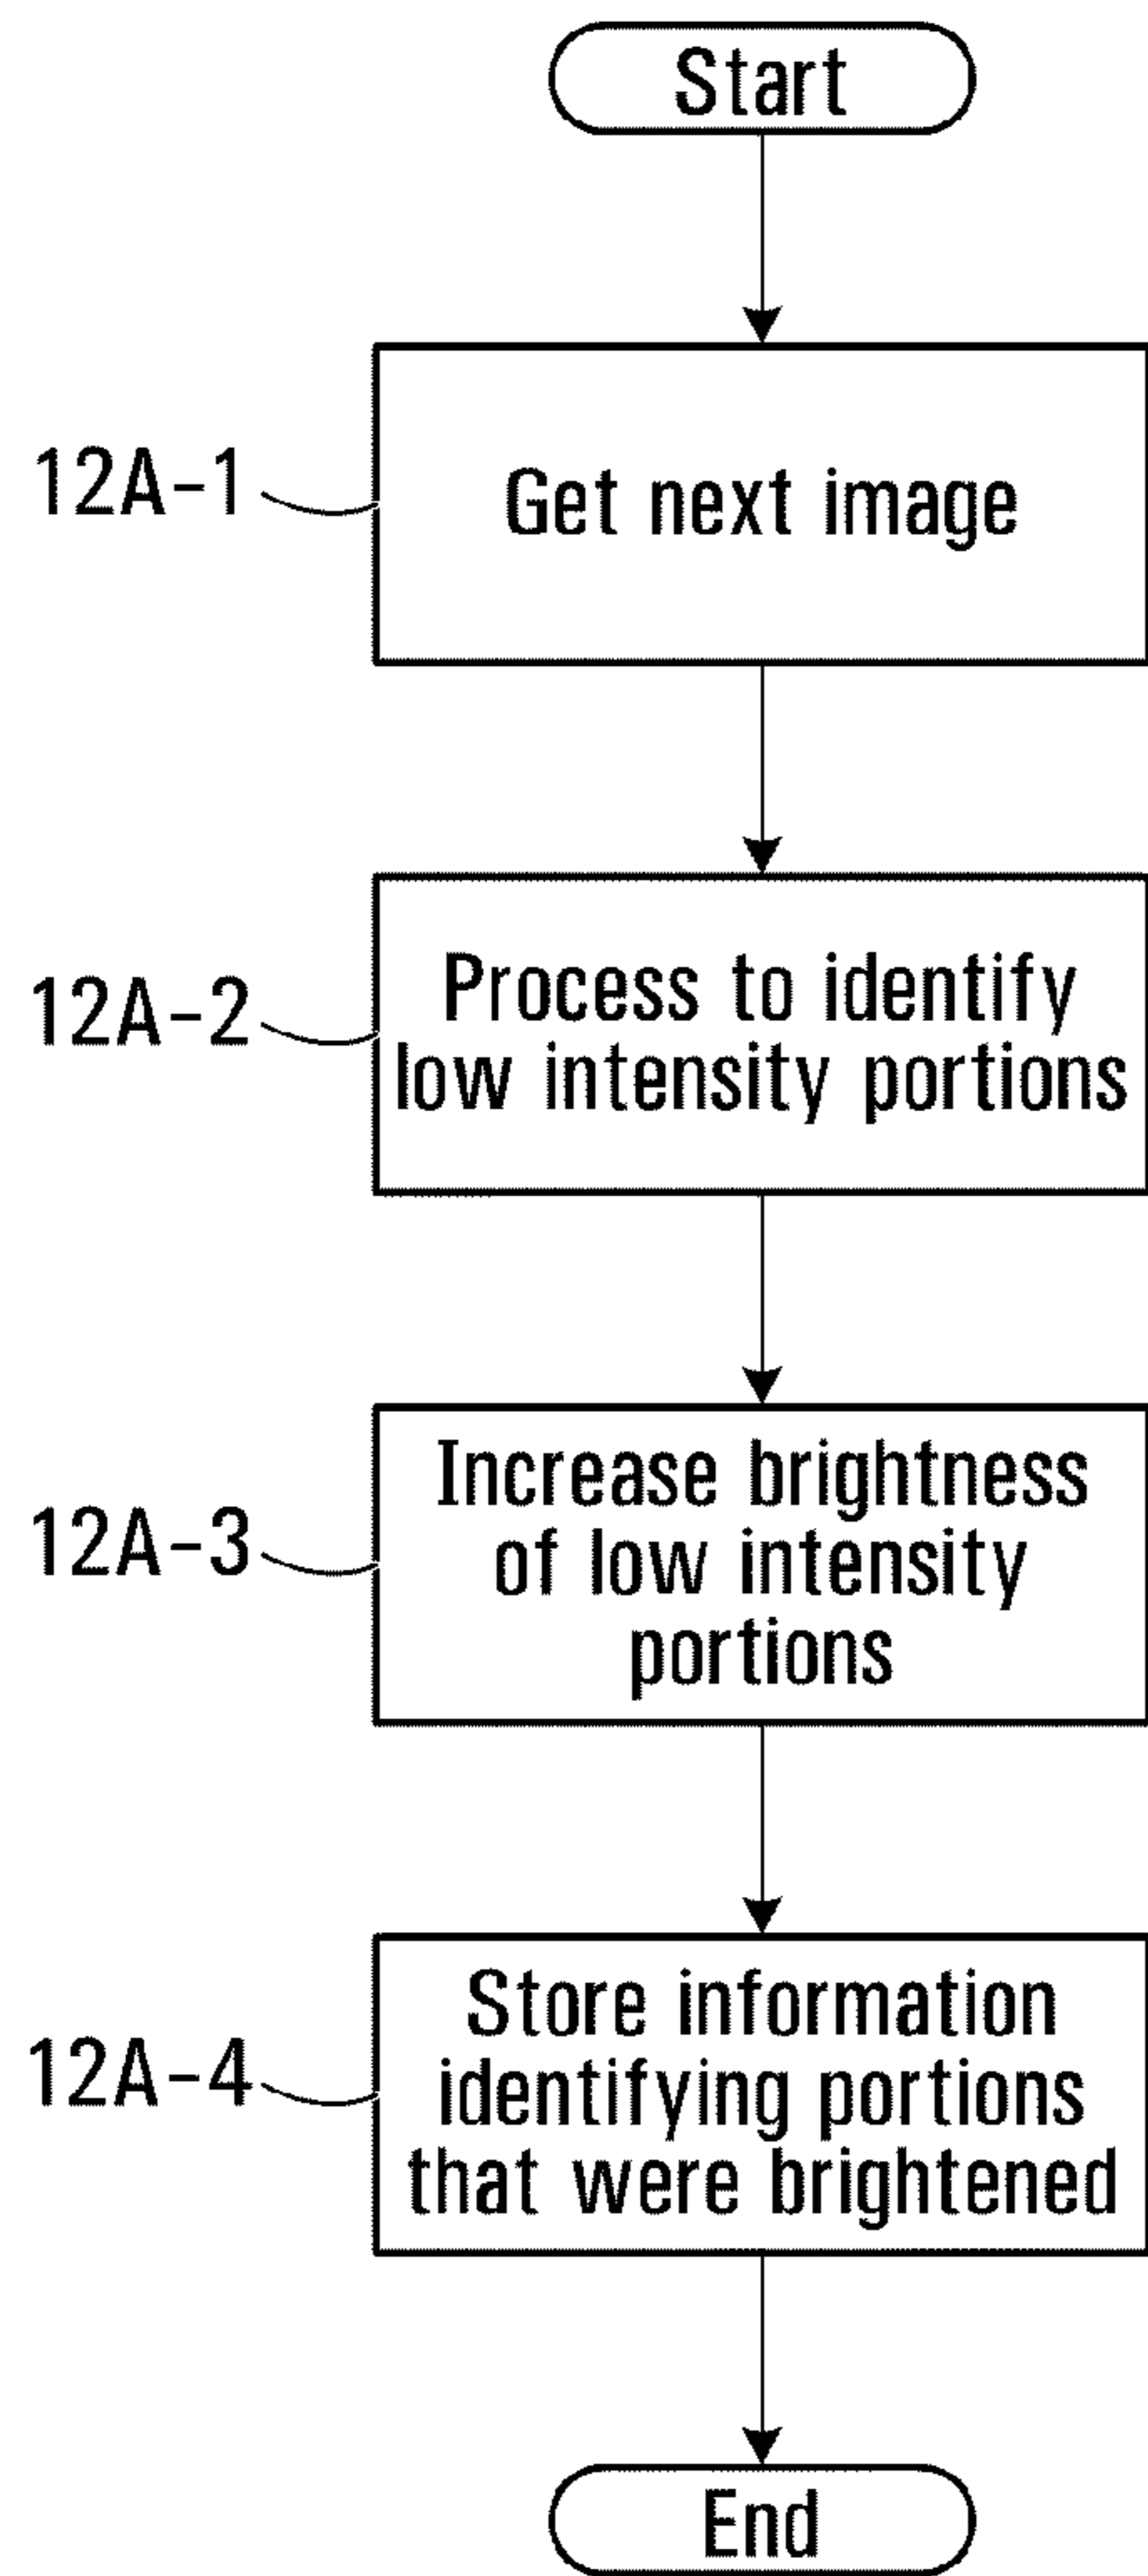 Start
12A-1
Get next image
12A-2
Process to identify
low intensity portions
12A-3
Increase brightness
of low intensity
portions
12A-4
Store information
identifying portions
that were brightened
End